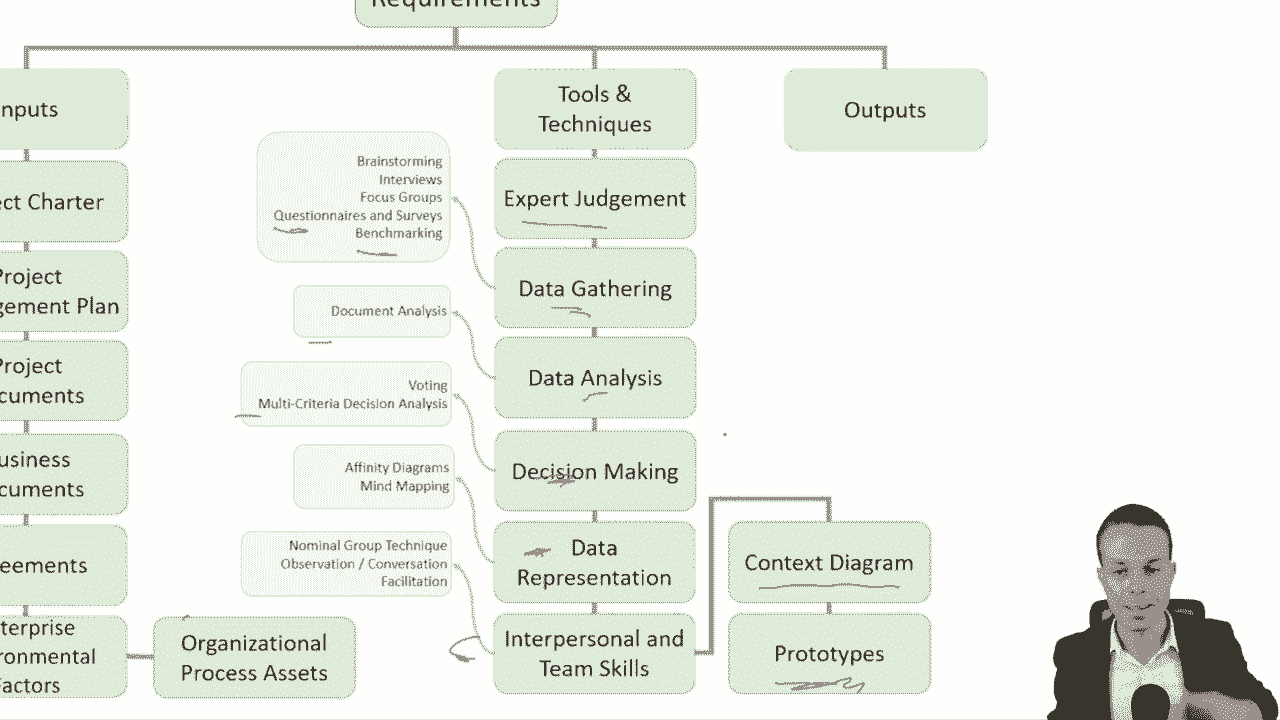 Requirements
nputs
ect Charter
Project
gement Plan
Project
cuments
usiness
cuments
eements
terprise
ronmental
Factors
Organizational
Process Assets
Brainstorming
Interviews
Focus Groups
Questionnaires and Surveys
Benchmarking
Document Analysis
Voting
Multi-Criteria Decision Analysis
Affinity Diagrams
Mind Mapping
Nominal Group Technique
Observation / Conversation
Facilitation
Tools &
Techniques
Expert Judgement
Data Gathering
Data Analysis
Decision Making
Data
Representation
Interpersonal and
Team Skills
Context Diagram
Prototypes
Outputs